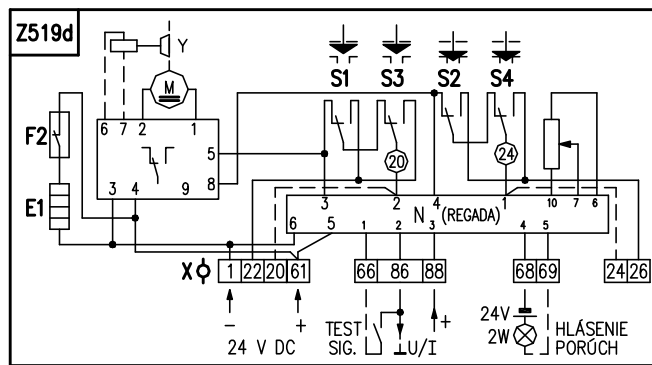 Z519d
Y
M
S1 S3 S2 S4
F2
E1
6 7 2 1
5
8
3 4 9
20
24
3 2 4 1 10 7 6
N (REGADA)
6 5 1 2 3 4 5
X 1 22 20 61 66 86 88 68 69 24 26
− +
24 V DC
TEST
SIG.
U/I
+
24V
2W
HLÁSENIE
PORÚCH